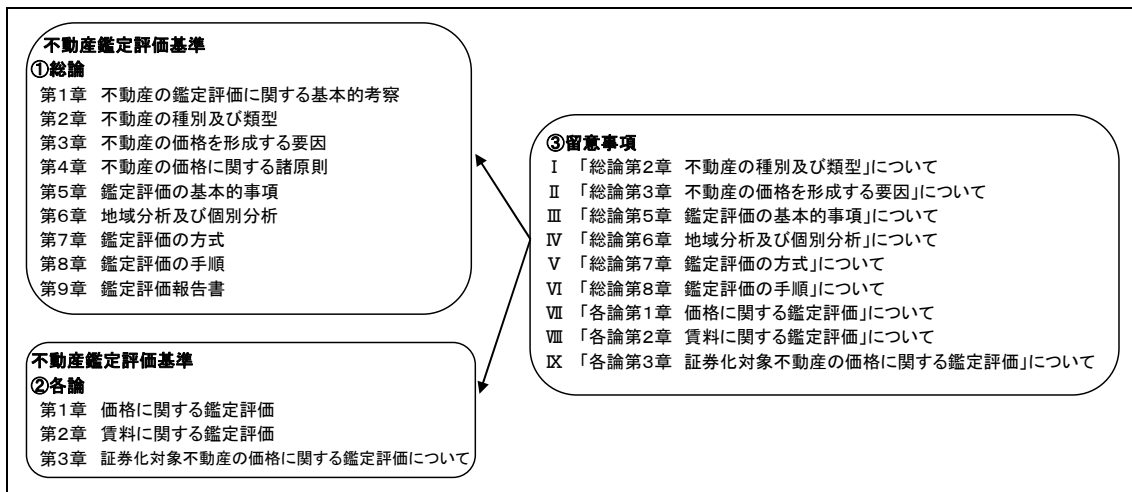 不動産鑑定評価基準
①総論
第1章 不動産の鑑定評価に関する基本的考察
第2章 不動産の種別及び類型
第3章 不動産の価格を形成する要因
第4章 不動産の価格に関する諸原則
第5章 鑑定評価の基本的事項
第6章 地域分析及び個別分析
第7章 鑑定評価の方式
第8章 鑑定評価の手順
第9章 鑑定評価報告書
不動産鑑定評価基準
②各論
第1章 価格に関する鑑定評価
第2章 賃料に関する鑑定評価
第3章 証券化対象不動産の価格に関する鑑定評価について
③留意事項
Ⅰ 「総論第2章 不動産の種別及び類型」について
Ⅱ 「総論第3章 不動産の価格を形成する要因」について
Ⅲ 「総論第5章 鑑定評価の基本的事項」について
Ⅳ 「総論第6章 地域分析及び個別分析」について
Ⅴ 「総論第7章 鑑定評価の方式」について
Ⅵ 「総論第8章 鑑定評価の手順」について
Ⅶ 「各論第1章 価格に関する鑑定評価」について
Ⅷ 「各論第2章 賃料に関する鑑定評価」について
Ⅸ 「各論第3章 証券化対象不動産の価格に関する鑑定評価」について